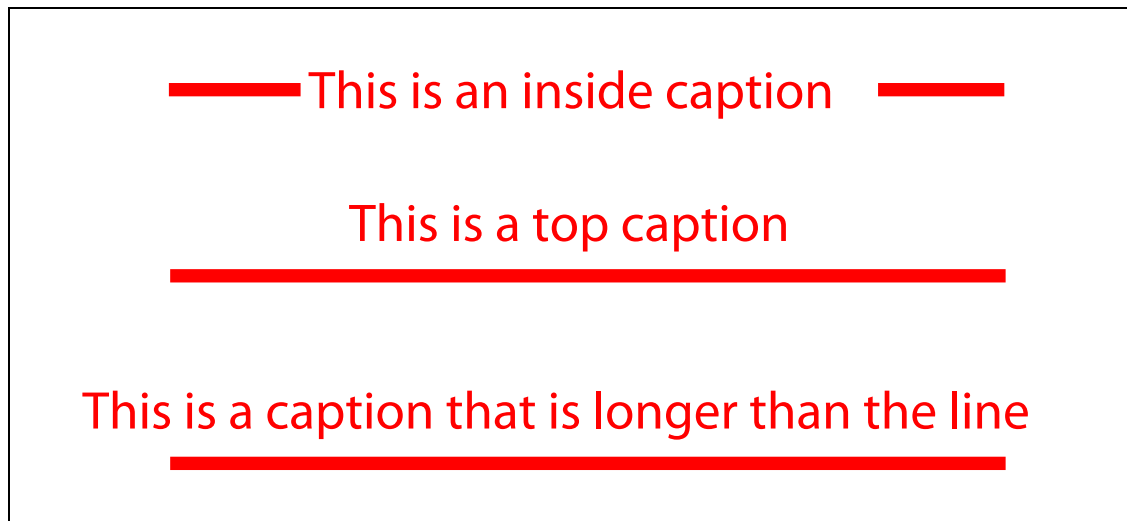 This is an inside caption
This is a top caption
This is a caption that is longer than the line